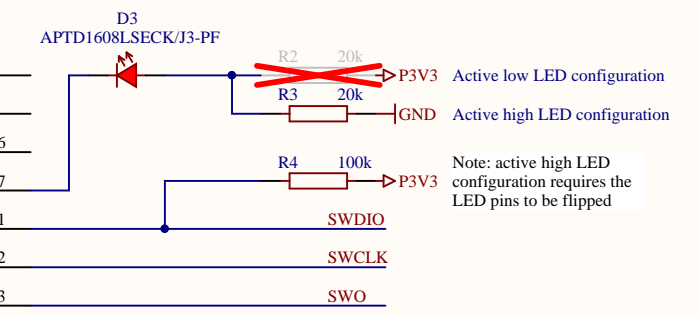 D3
APTD1608LSECK/J3-PF
R2 20k
P3V3 Active low LED configuration
R3 20k
GND Active high LED configuration
6
R4 100k
P3V3
Note: active high LED
configuration requires the
LED pins to be flipped
7
1 SWDIO
2 SWCLK
3 SWO